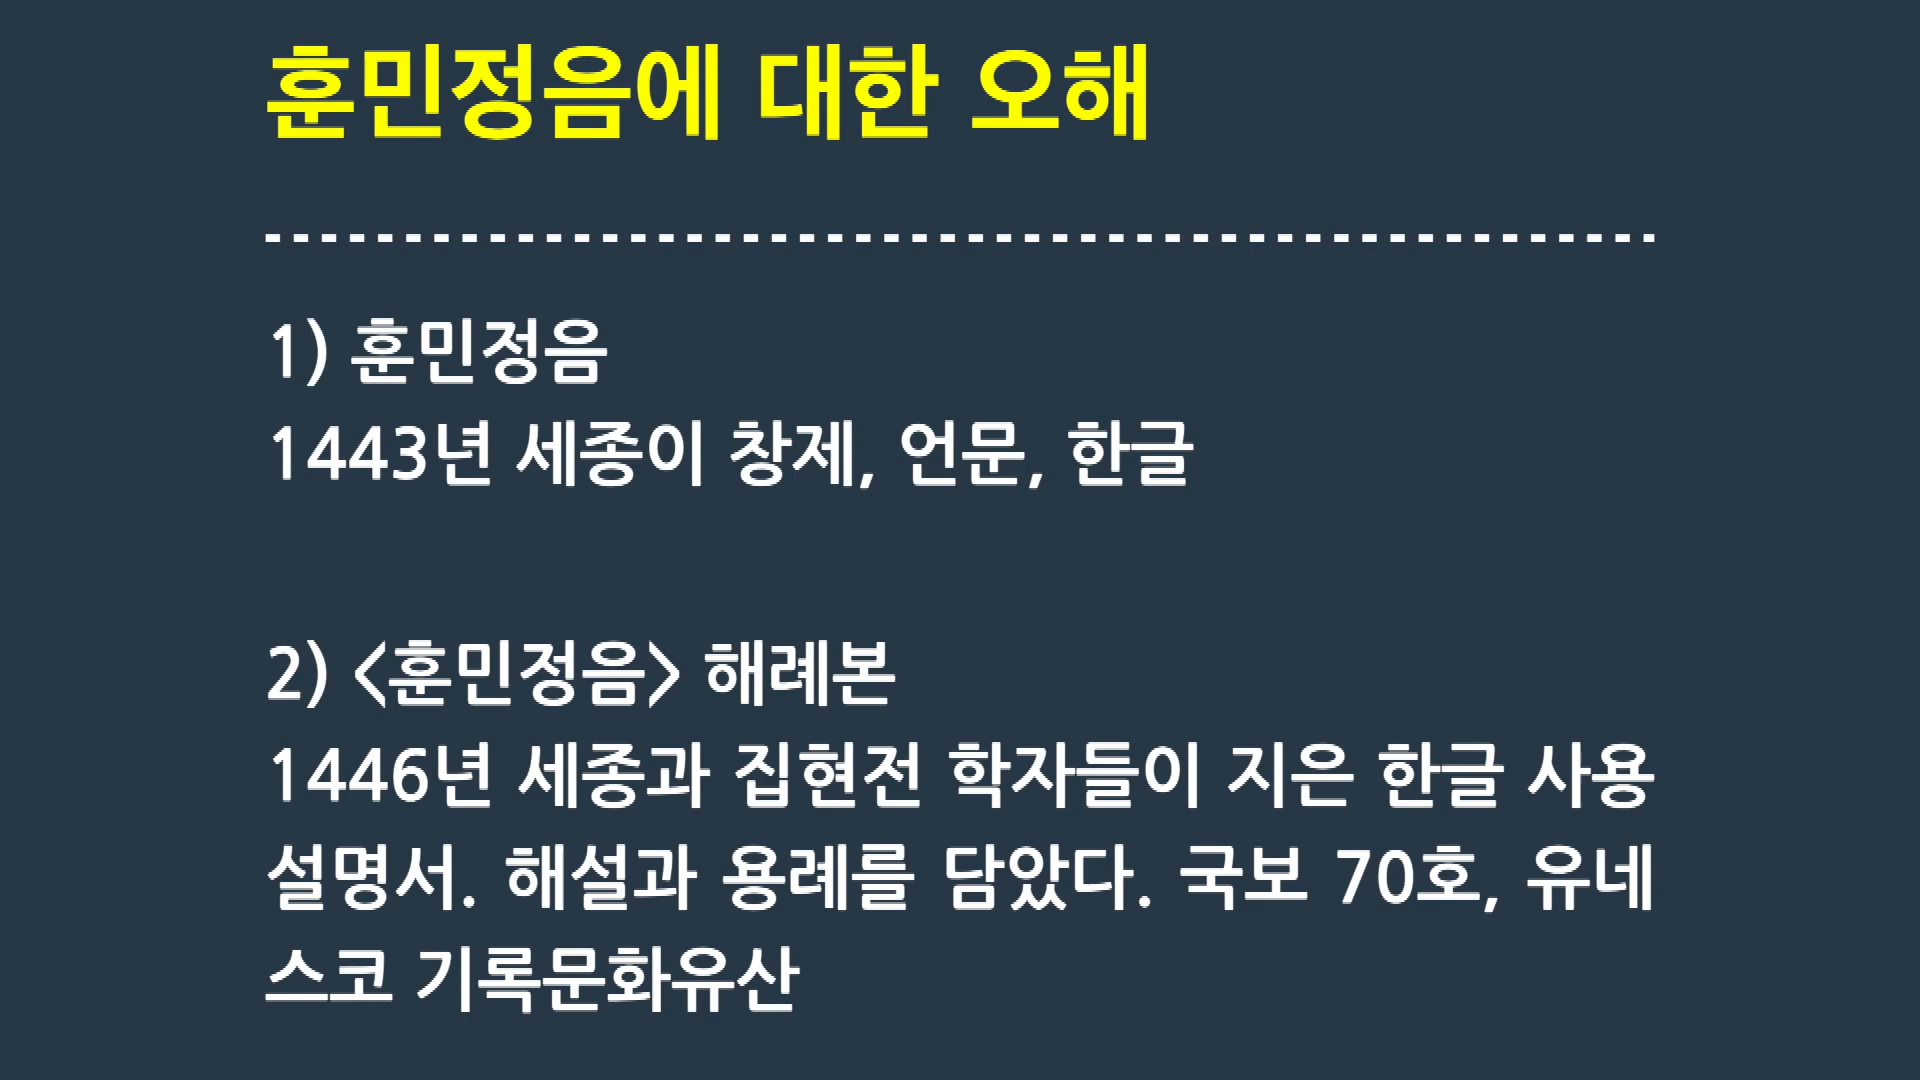 훈민정음에 대한 오해
1) 훈민정음
1443년 세종이 창제, 언문, 한글
2) <훈민정음> 해례본
1446년 세종과 집현전 학자들이 지은 한글 사용
설명서. 해설과 용례를 담았다. 국보 70호, 유네
스코 기록문화유산